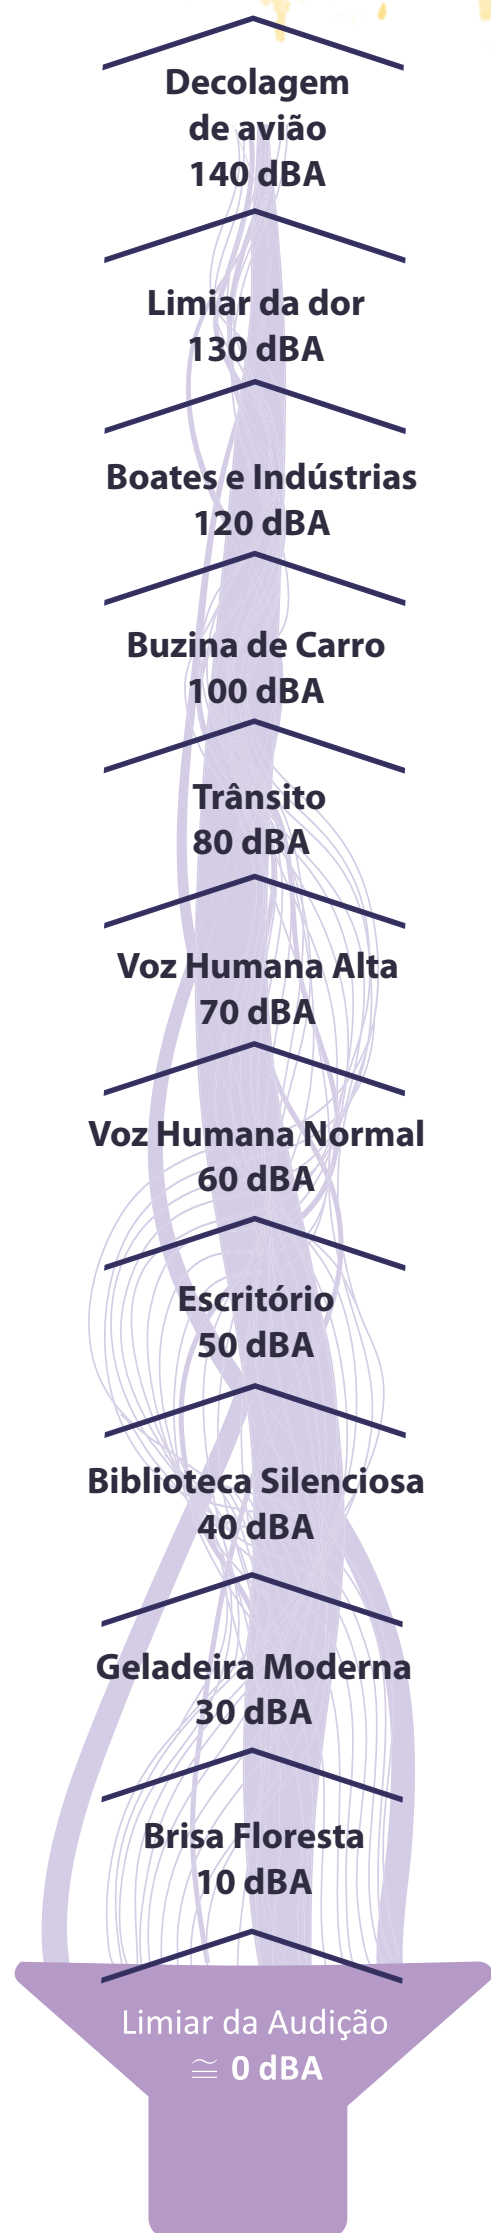 Decolagem
de avião
140 dBA
Limiar da dor
130 dBA
Boates e Indústrias
120 dBA
Buzina de Carro
100 dBA
Trânsito
80 dBA
Voz Humana Alta
70 dBA
Voz Humana Normal
60 dBA
Escritório
50 dBA
Biblioteca Silenciosa
40 dBA
Geladeira Moderna
30 dBA
Brisa Floresta
10 dBA
Limiar da Audição
≅ 0 dBA